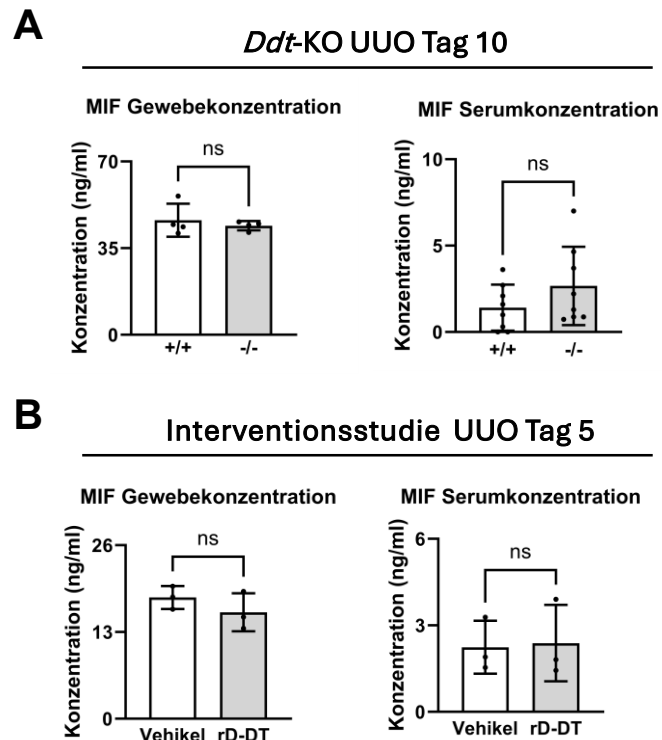 A
Ddt-KO UUO Tag 10
MIF Gewebekonzentration
Konzentration (ng/ml)
70
35
0
ns
+/+ -/-
MIF Serumkonzentration
Konzentration (ng/ml)
10
5
0
ns
+/+ -/-
B
Interventionsstudie UUO Tag 5
MIF Gewebekonzentration
Konzentration (ng/ml)
26
13
0
ns
Vehikel rD-DT
MIF Serumkonzentration
Konzentration (ng/ml)
6
3
0
ns
Vehikel rD-DT